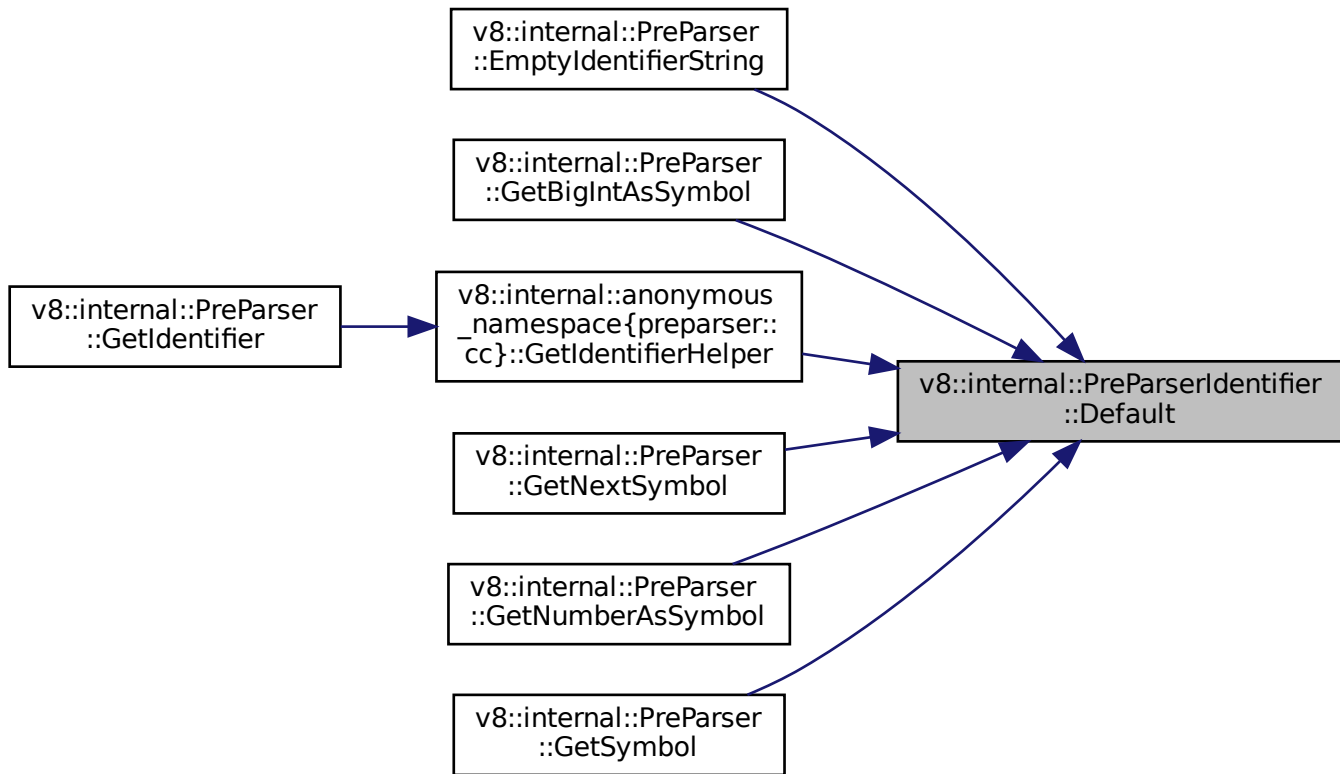 v8::internal::PreParser
::EmptyIdentifierString
v8::internal::PreParser
::GetBigIntAsSymbol
v8::internal::PreParser
::GetIdentifier
v8::internal::anonymous
_namespace{preparser::
cc}::GetIdentifierHelper
v8::internal::PreParserIdentifier
::Default
v8::internal::PreParser
::GetNextSymbol
v8::internal::PreParser
::GetNumberAsSymbol
v8::internal::PreParser
::GetSymbol